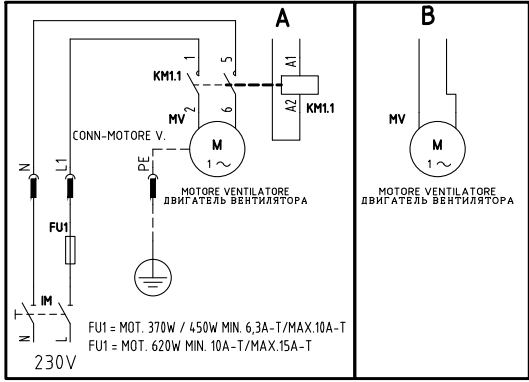 A
B
1
5
A1
KM1.1
A2
KM1.1
2
6
MV
MV
CONN-MOTORE V.
M
1 ~
M
1 ~
N
L1
PE
MOTORE VENTILATORE
ДВИГАТЕЛЬ ВЕНТИЛЯТОРА
MOTORE VENTILATORE
ДВИГАТЕЛЬ ВЕНТИЛЯТОРА
FU1
IM
N
L
230V
FU1 = MOT. 370W / 450W MIN. 6,3A-T/MAX.10A-T
FU1 = MOT. 620W MIN. 10A-T/MAX.15A-T